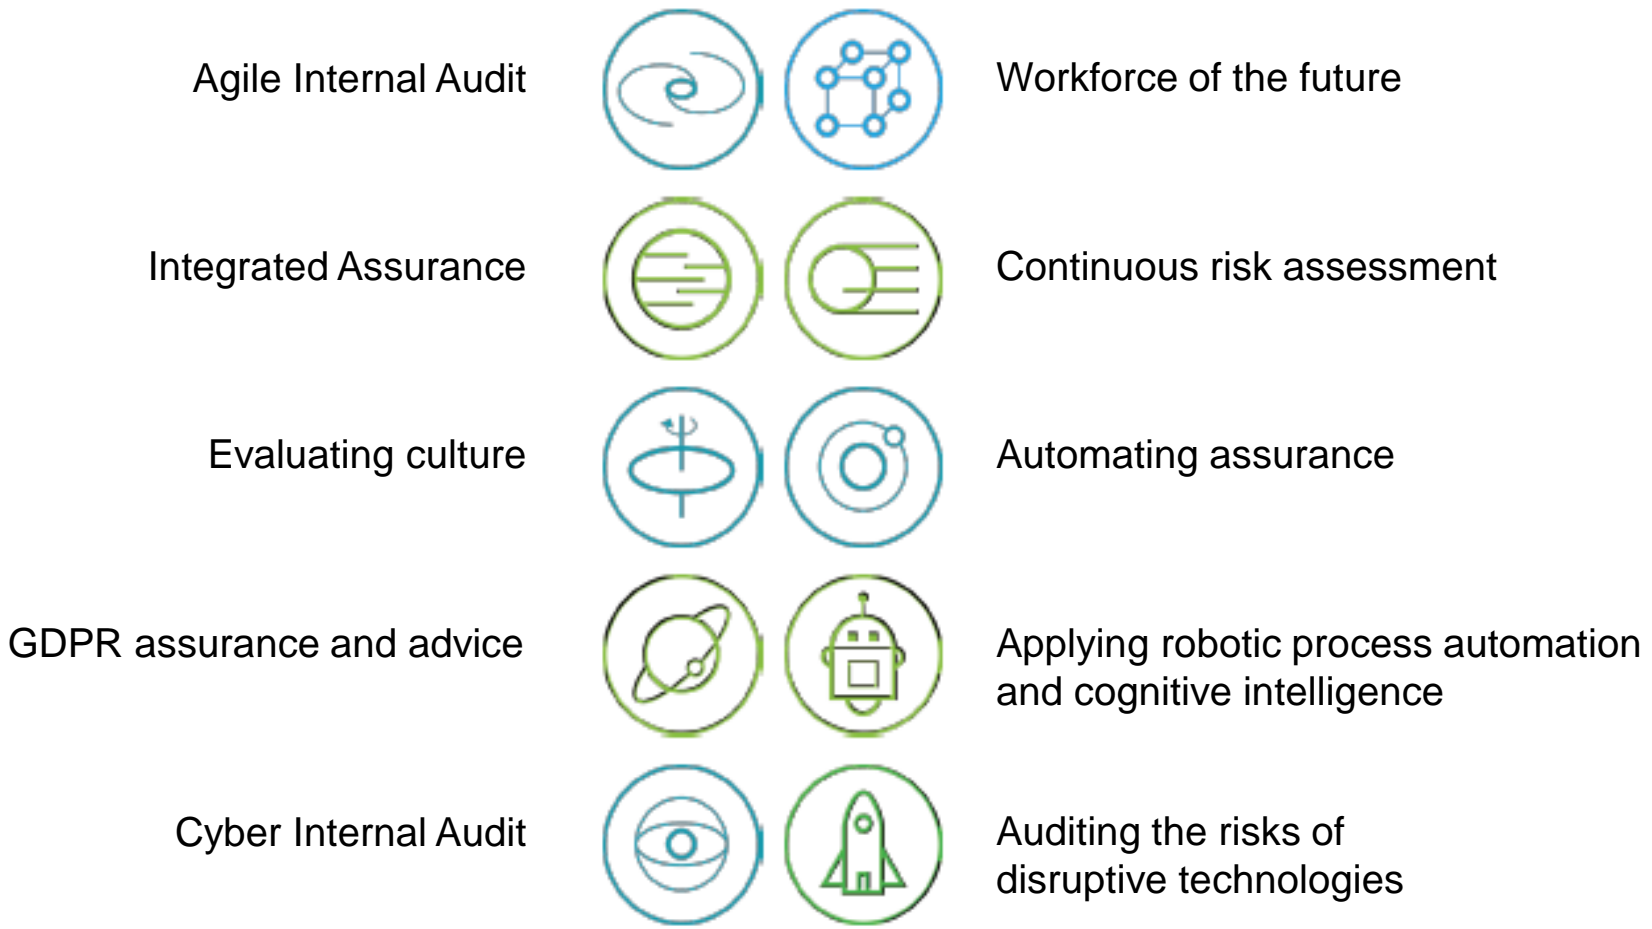 Agile Internal Audit
Workforce of the future
Integrated Assurance
Continuous risk assessment
Evaluating culture
Automating assurance
GDPR assurance and advice
Applying robotic process automation
and cognitive intelligence
Cyber Internal Audit
Auditing the risks of
disruptive technologies